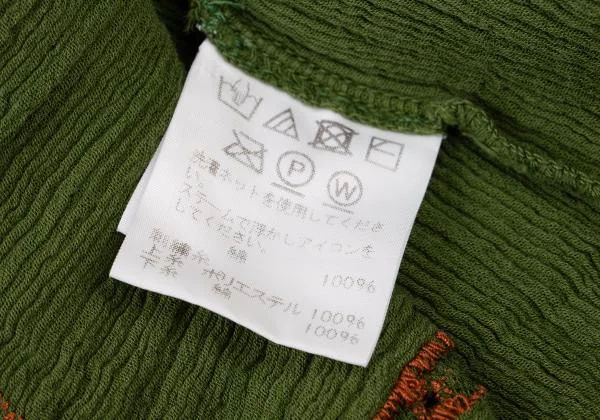 P
W
洗濯ネットを使用してくださ
い。
スチームで浮かしアイロンを
してください。
刺繍糸 綿 100%
上糸 ポリエステル 100%
下糸 綿 100%